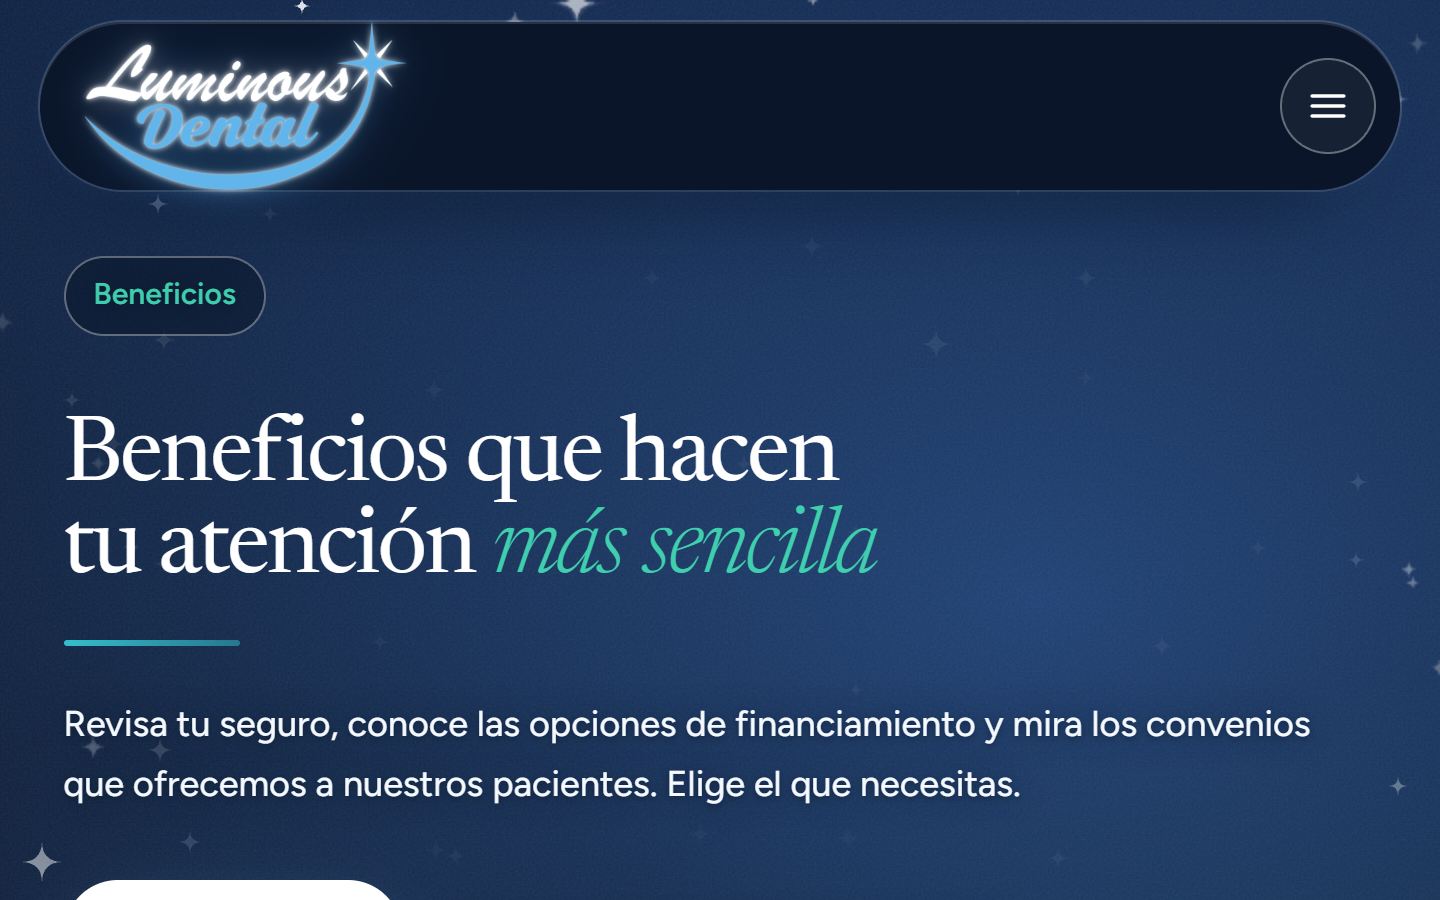 Luminous
Dental
Beneficios
Beneficios que hacen
tu atención más sencilla
Revisa tu seguro, conoce las opciones de financiamiento y mira los convenios
que ofrecemos a nuestros pacientes. Elige el que necesitas.